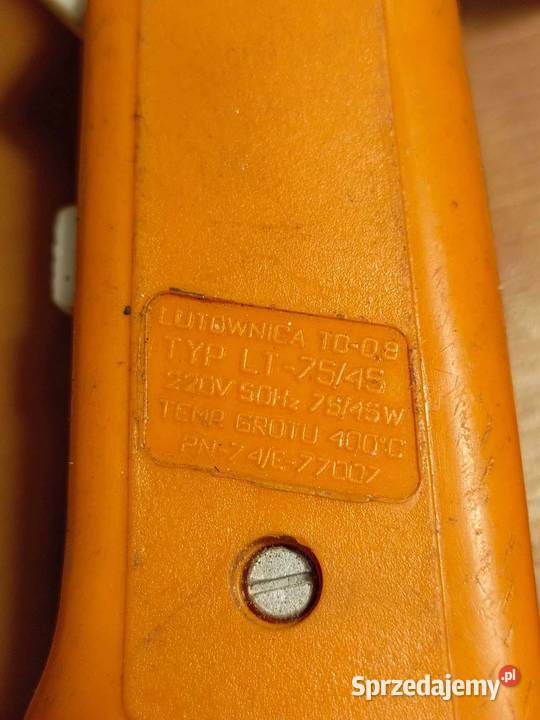 LUTOWNICA TO-0,8
TYP LT-75/45
220V 50Hz 75/45W
TEMP. GROTU 400°C
PN-74/E-77007
Sprzedajemy.pl